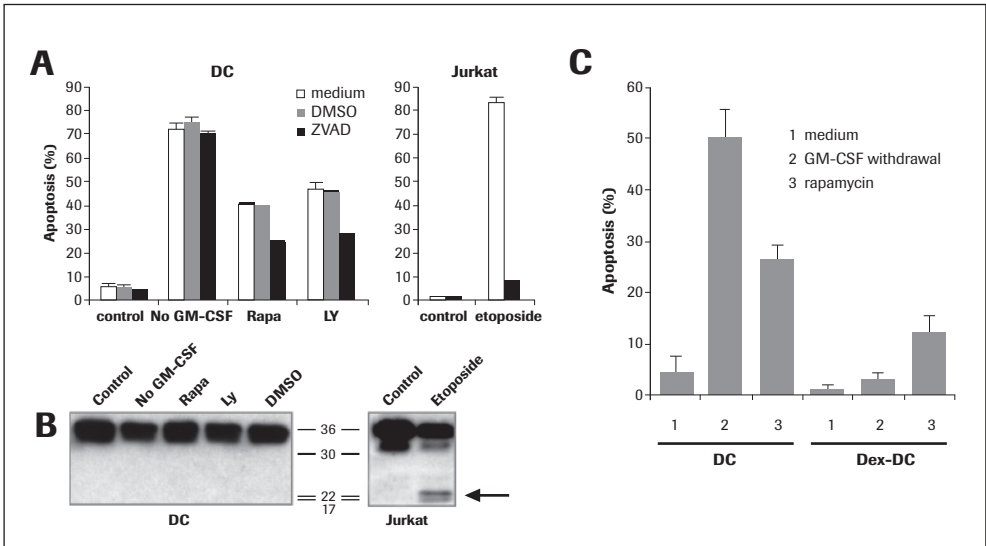 A
DC
Apoptosis (%)
90
80
70
60
50
40
30
20
10
0
medium
DMSO
ZVAD
control No GM-CSF Rapa LY
Jurkat
90
80
70
60
50
40
30
20
10
0
control etoposide
B
Control
No GM-CSF
Rapa
Ly
DMSO
DC
36
30
22
17
Control
Etoposide
Jurkat
C
Apoptosis (%)
60
50
40
30
20
10
0
1 medium
2 GM-CSF withdrawal
3 rapamycin
1 2 3 1 2 3
DC Dex-DC